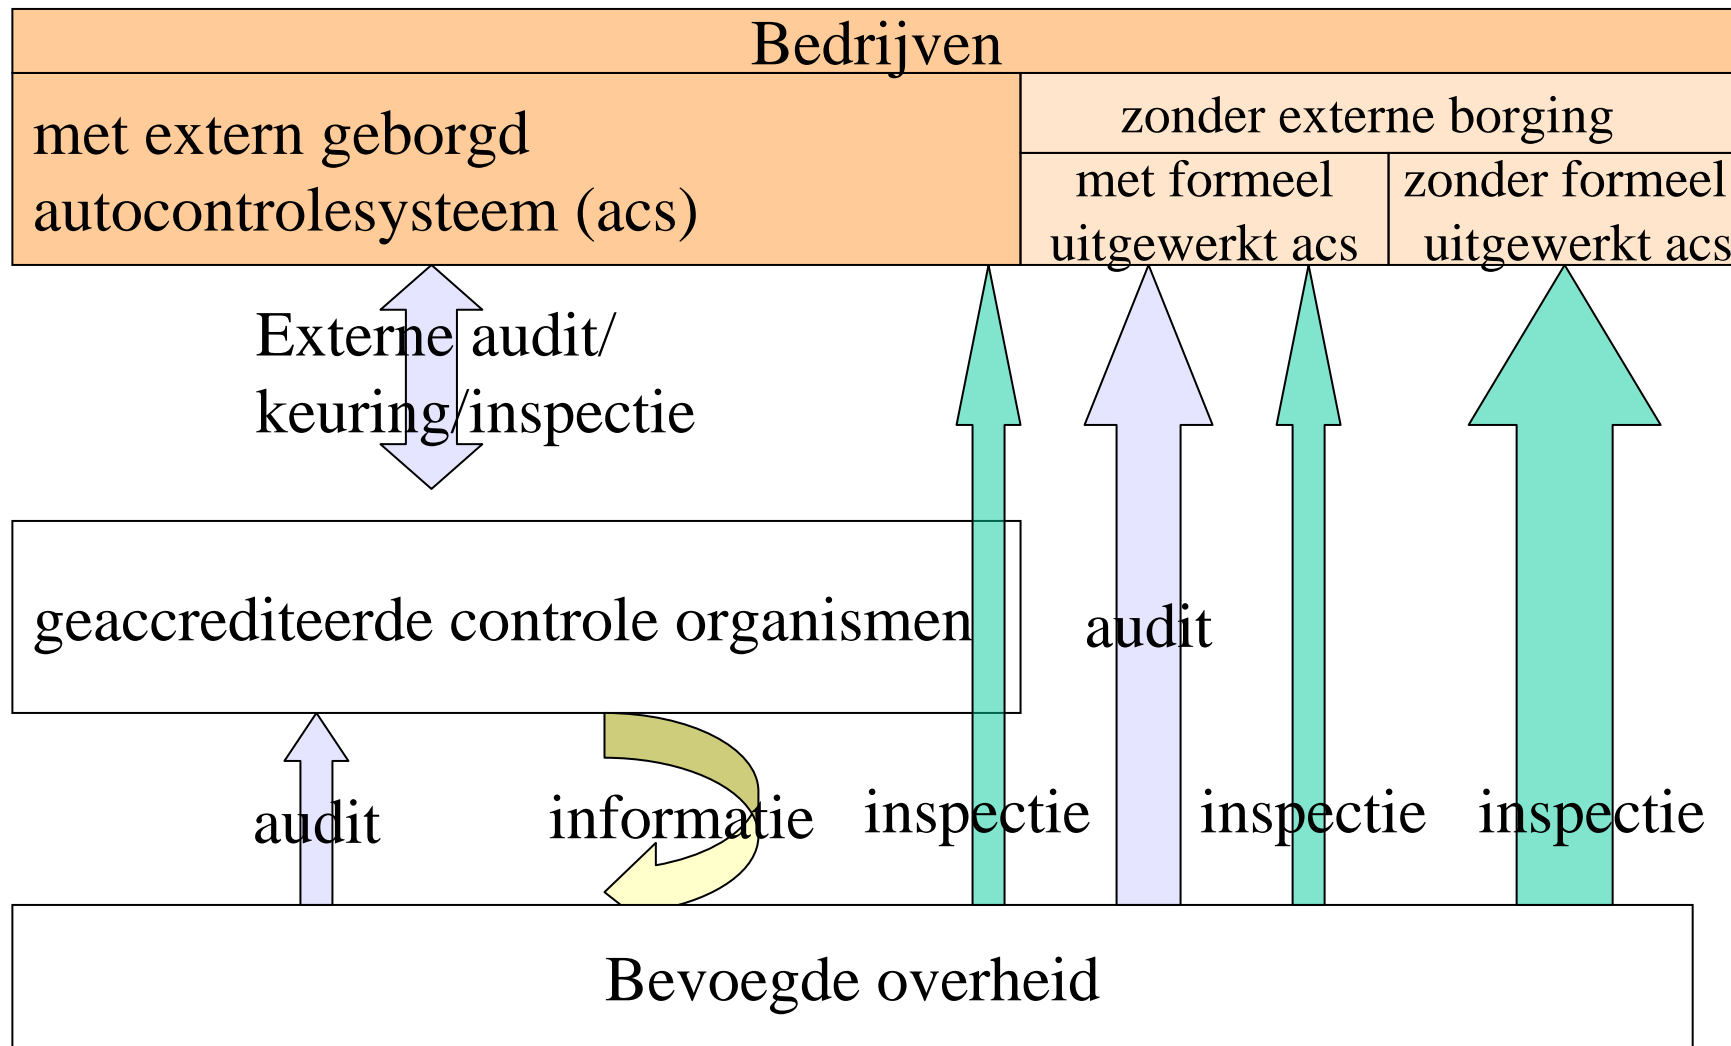 Bedrijven
met extern geborgd
autocontrolesysteem (acs)
zonder externe borging
met formeel
uitgewerkt acs
zonder formeel
uitgewerkt acs
Externe audit/
keuring/inspectie
geaccrediteerde controle organismen
audit
audit
informatie
inspectie
inspectie
inspectie
Bevoegde overheid